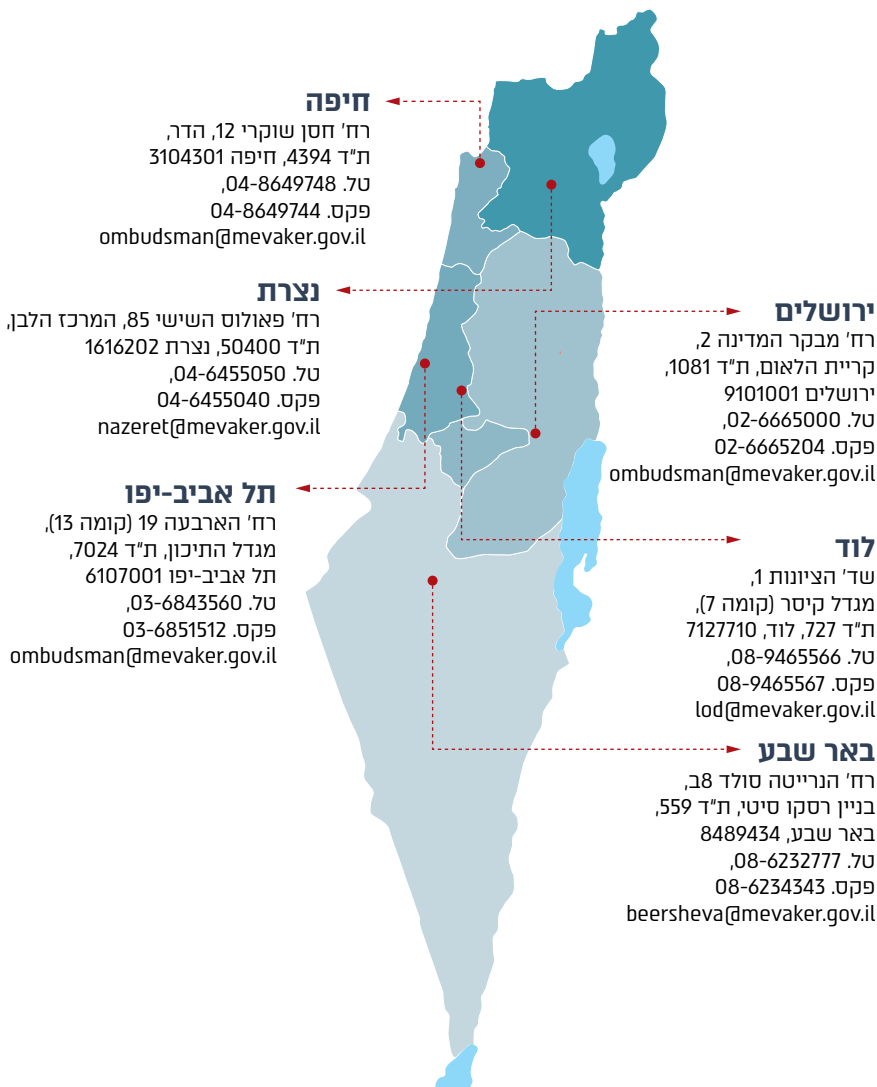 חיפה
רח' חסן שוקרי 12, הדר,
ת"ד 4394, חיפה 3104301
טל. 04-8649748,
פקס. 04-8649744
ombudsman@mevaker.gov.il
נצרת
רח' פאולוס השישי 85, המרכז הלבן,
ת"ד 50400, נצרת 1616202
טל. 04-6455050,
פקס. 04-6455040
nazeret@mevaker.gov.il
ירושלים
רח' מבקר המדינה 2,
קריית הלאום, ת"ד 1081,
ירושלים 9101001
טל. 02-6665000,
פקס. 02-6665204
ombudsman@mevaker.gov.il
תל אביב-יפו
רח' הארבעה 19 (קומה 13),
מגדל התיכון, ת"ד 7024,
תל אביב-יפו 6107001
טל. 03-6843560,
פקס. 03-6851512
ombudsman@mevaker.gov.il
לוד
שד' הציונות 1,
מגדל קיסר (קומה 7),
ת"ד 727, לוד, 7127710
טל. 08-9465566,
פקס. 08-9465567
lod@mevaker.gov.il
באר שבע
רח' הנרייטה סולד 8ב,
בניין רסקו סיטי, ת"ד 559,
באר שבע, 8489434
טל. 08-6232777,
פקס. 08-6234343
beersheva@mevaker.gov.il